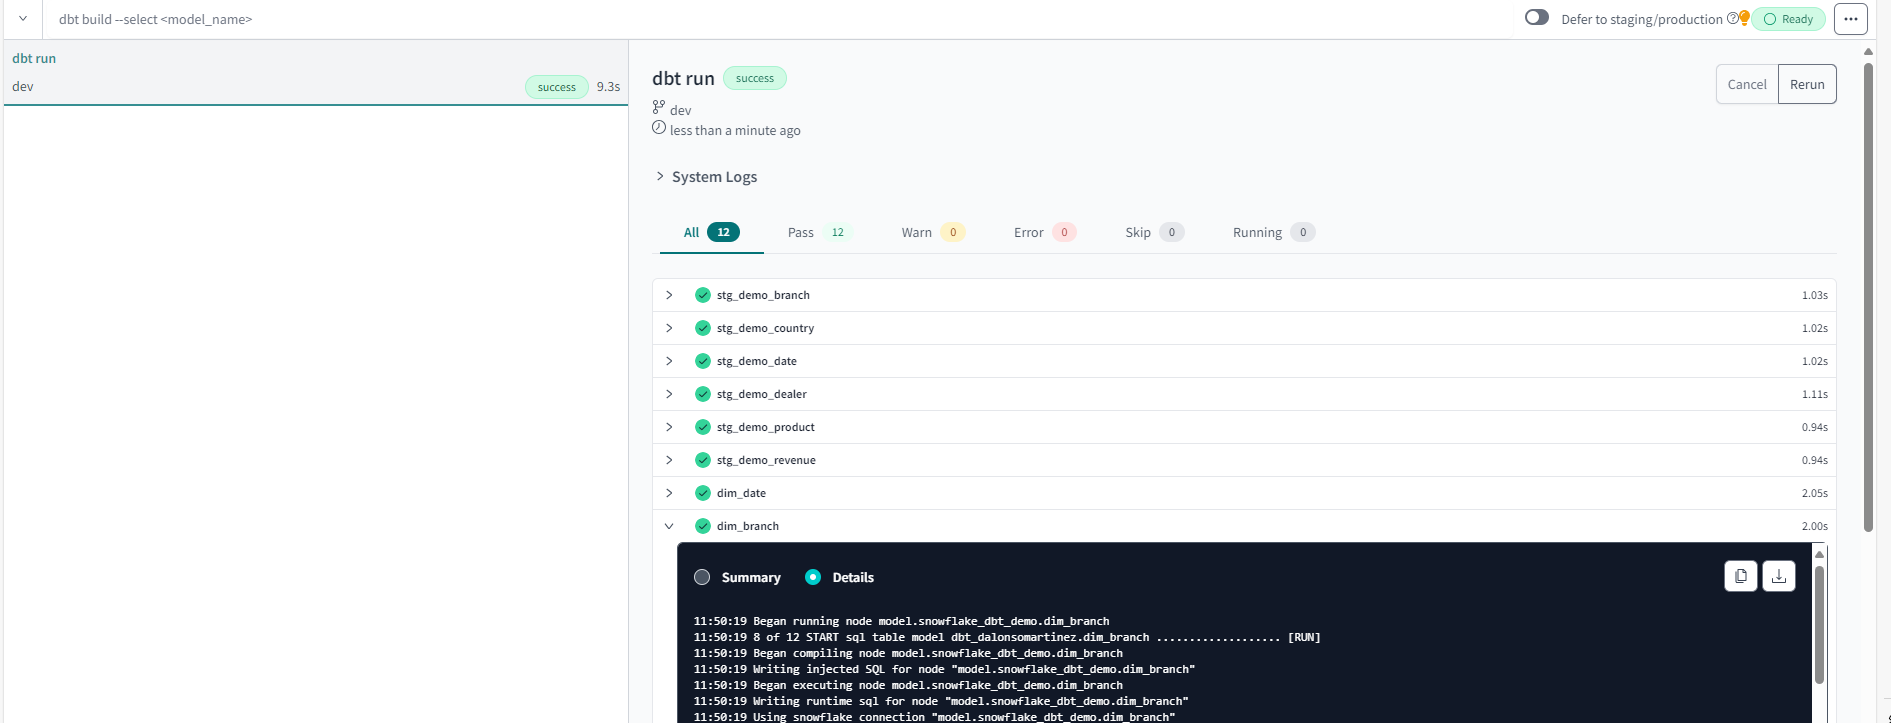 dbt build --select <model_name>
Defer to staging/production
Ready
dbt run
dev
success 9.3s
dbt run success
dev
less than a minute ago
Cancel Rerun
System Logs
All 12 Pass 12 Warn 0 Error 0 Skip 0 Running 0
stg_demo_branch 1.03s
stg_demo_country 1.02s
stg_demo_date 1.02s
stg_demo_dealer 1.11s
stg_demo_product 0.94s
stg_demo_revenue 0.94s
dim_date 2.05s
dim_branch 2.00s
Summary Details
11:50:19 Began running node model.snowflake_dbt_demo.dim_branch
11:50:19 8 of 12 START sql table model dbt_dalonsomartinez.dim_branch ................... [RUN]
11:50:19 Began compiling node model.snowflake_dbt_demo.dim_branch
11:50:19 Writing injected SQL for node "model.snowflake_dbt_demo.dim_branch"
11:50:19 Began executing node model.snowflake_dbt_demo.dim_branch
11:50:19 Writing runtime sql for node "model.snowflake_dbt_demo.dim_branch"
11:50:19 Using snowflake connection "model.snowflake_dbt_demo.dim_branch"